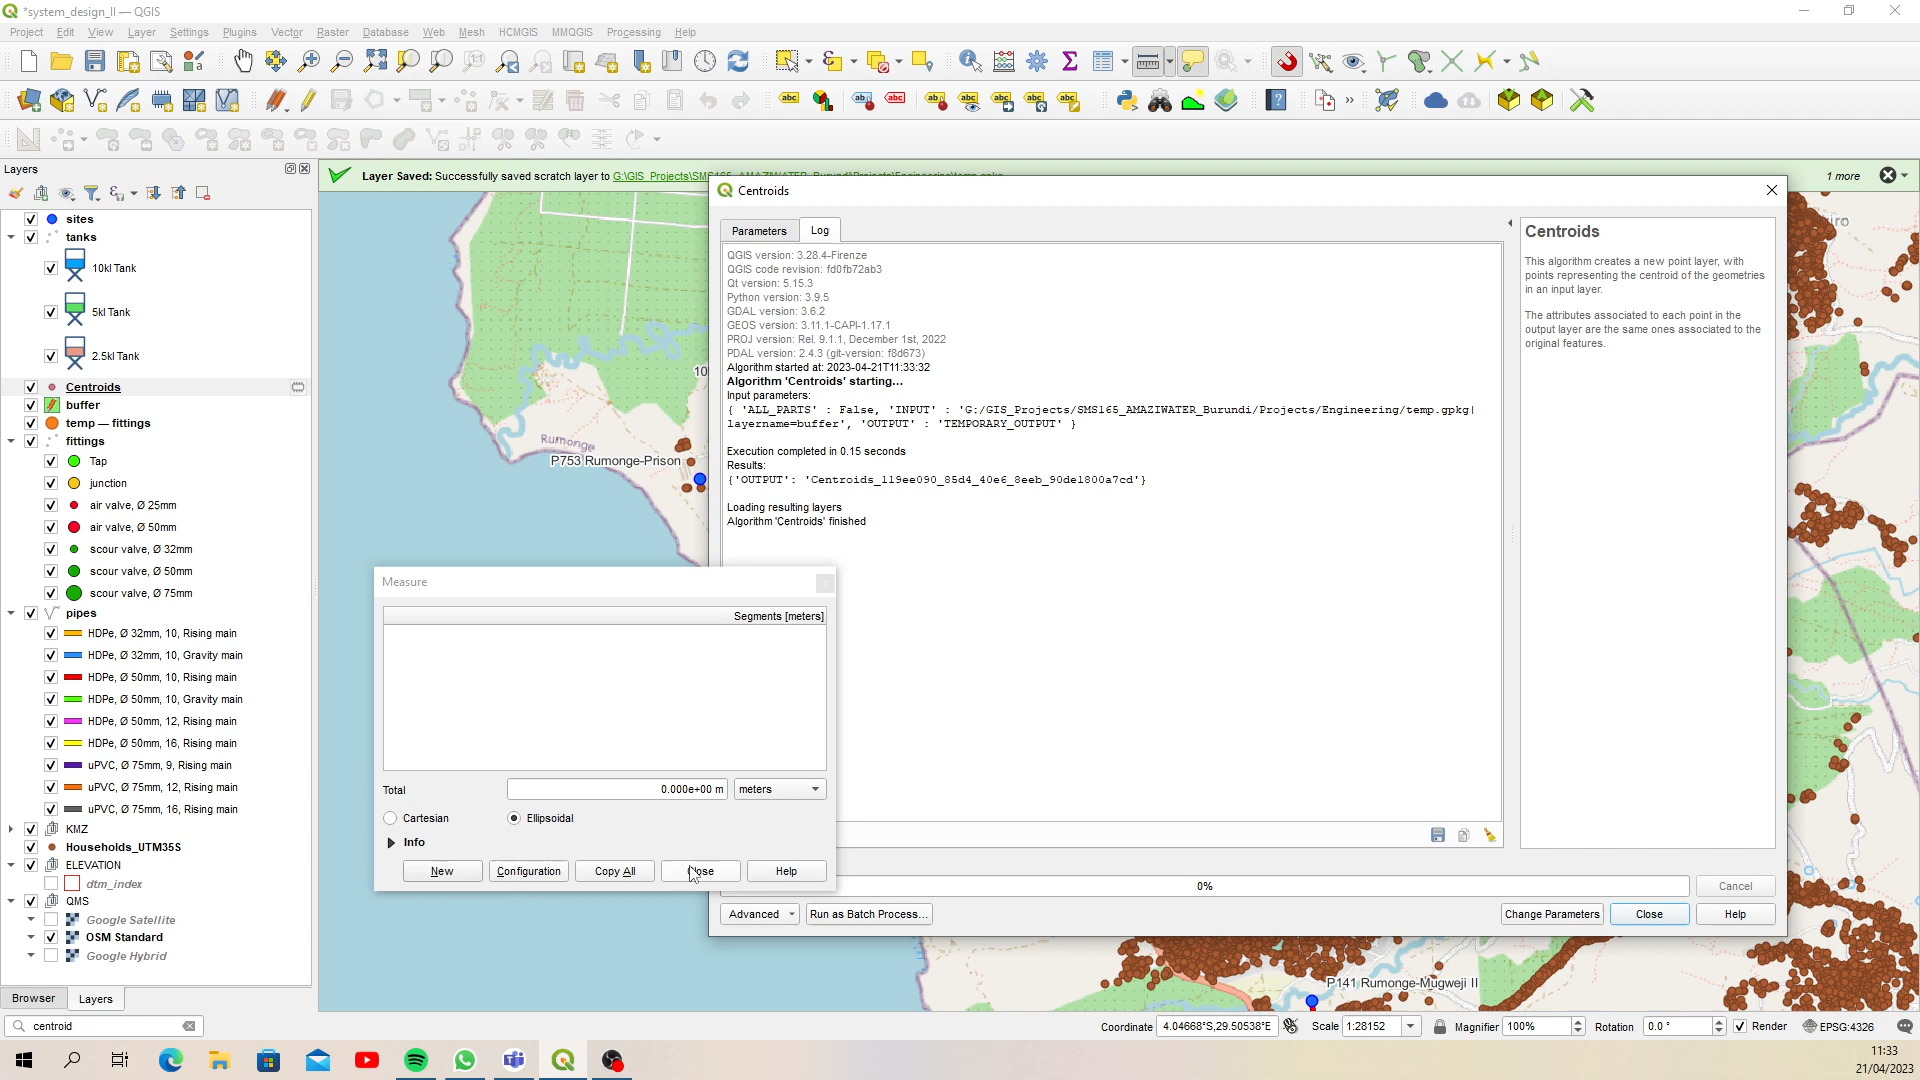 *system_design_II — QGIS
Project Edit View Layer Settings Plugins Vector Raster Database Web Mesh HCMGIS MMQGIS Processing Help
Layers
Layer Saved: Successfully saved scratch layer to
1 more
sites
tanks
10kl Tank
5kl Tank
2.5kl Tank
Centroids
buffer
temp — fittings
fittings
Tap
junction
air valve, Ø 25mm
air valve, Ø 50mm
scour valve, Ø 32mm
scour valve, Ø 50mm
scour valve, Ø 75mm
pipes
HDPe, Ø 32mm, 10, Rising main
HDPe, Ø 32mm, 10, Gravity main
HDPe, Ø 50mm, 10, Rising main
HDPe, Ø 50mm, 10, Gravity main
HDPe, Ø 50mm, 12, Rising main
HDPe, Ø 50mm, 16, Rising main
uPVC, Ø 75mm, 9, Rising main
uPVC, Ø 75mm, 12, Rising main
uPVC, Ø 75mm, 16, Rising main
KMZ
Households_UTM35S
ELEVATION
dtm_index
QMS
Google Satellite
OSM Standard
Google Hybrid
Browser Layers
centroid
Rumonge
P753 Rumonge-Prison
10
P141 Rumonge-Mugweji II
Centroids
Parameters Log
QGIS version: 3.28.4-Firenze
QGIS code revision: fd0fb72ab3
Qt version: 5.15.3
Python version: 3.9.5
GDAL version: 3.6.2
GEOS version: 3.11.1-CAPI-1.17.1
PROJ version: Rel. 9.1.1, December 1st, 2022
PDAL version: 2.4.3 (git-version: f8d673)
Algorithm started at: 2023-04-21T11:33:32
Algorithm 'Centroids' starting...
Input parameters:
{ 'ALL_PARTS' : False, 'INPUT' : 'G:/GIS_Projects/SMS165_AMAZIWATER_Burundi/Projects/Engineering/temp.gpkg|
layername=buffer', 'OUTPUT' : 'TEMPORARY_OUTPUT' }
Execution completed in 0.15 seconds
Results:
{'OUTPUT': 'Centroids_119ee090_85d4_40e6_8eeb_90de1800a7cd'}
Loading resulting layers
Algorithm 'Centroids' finished
Centroids
This algorithm creates a new point layer, with
points representing the centroid of the geometries
in an input layer.
The attributes associated to each point in the
output layer are the same ones associated to the
original features.
0%
Cancel
Advanced Run as Batch Process... Change Parameters Close Help
Measure
Segments [meters]
Total 0.000e+00 m meters
Cartesian Ellipsoidal
Info
New Configuration Copy All Close Help
Coordinate 4.04668°S,29.50538°E Scale 1:28152 Magnifier 100% Rotation 0.0 ° Render EPSG:4326
11:33
21/04/2023